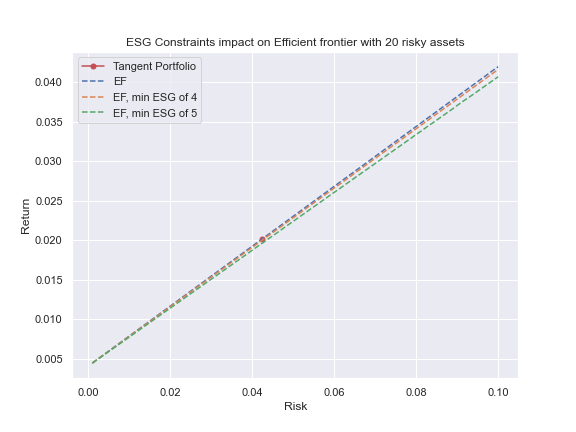 ESG Constraints impact on Efficient frontier with 20 risky assets
Tangent Portfolio
EF
EF, min ESG of 4
EF, min ESG of 5
Return
0.040
0.035
0.030
0.025
0.020
0.015
0.010
0.005
0.00 0.02 0.04 0.06 0.08 0.10
Risk